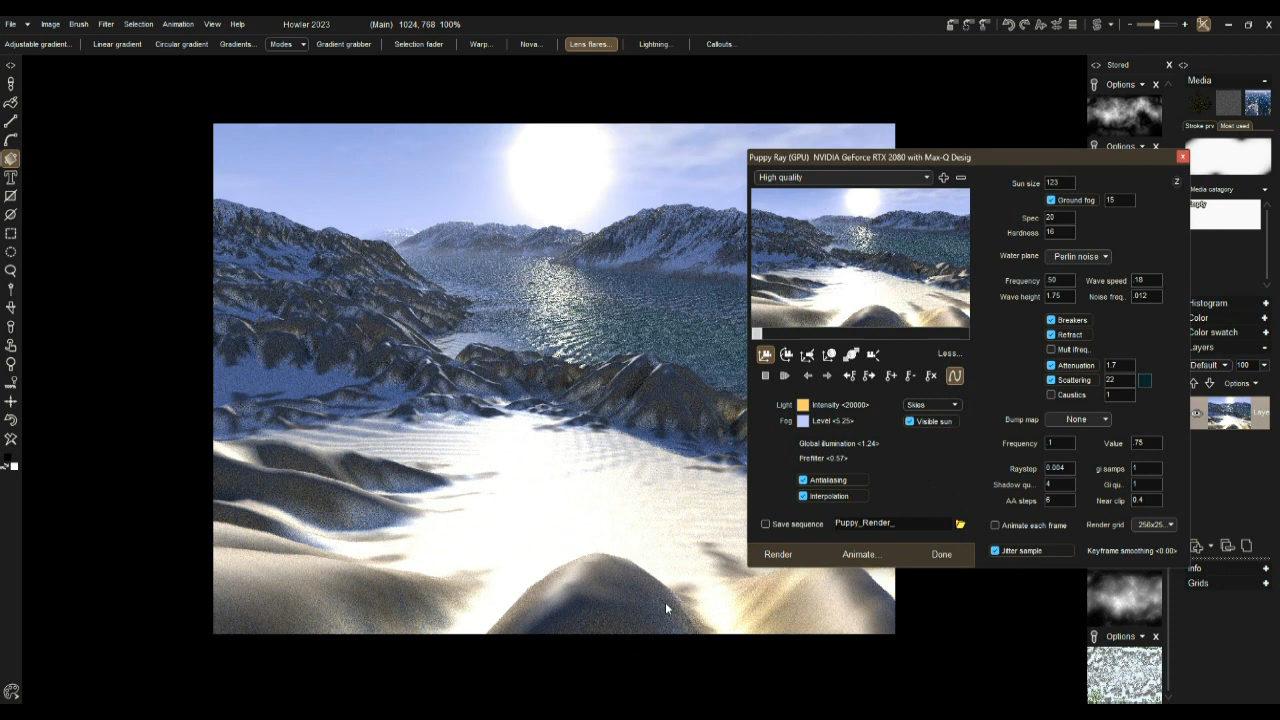 File Image Brush Filter Selection Animation View Help Howler 2023 (Main) 1024, 768 100%
Adjustable gradient... Linear gradient Circular gradient Gradients... Modes Gradient grabber Selection fader Warp... Nova... Lens flares... Lightning... Callouts...
Stored
Options
Media
Stroke prv Most used
Media catagory
Empty
Histogram
Color
Color swatch
Layers
Default 100
Options
Laye
Info
Grids
Options
Puppy Ray (GPU) NVIDIA GeForce RTX 2080 with Max-Q Desig
High quality
Less...
Light Intensity <20000> Skies
Fog Level <5.25> Visible sun
Global illumination <1.24>
Prefilter <0.57>
Antialiasing
Interpolation
Save sequence Puppy_Render_
Render Animate... Done
Sun size 123
Z
Ground fog 15
Spec 20
Hardness 16
Water plane Perlin noise
Frequency 50 Wave speed .18
Wave height 1.75 Noise freq.. .012
Breakers
Refract
Mult ifreq..
Attenuation 1.7
Scattering 22
Caustics 1
Bump map None
Frequency .1 Value .75
Raystep 0.004 gi samps 1
Shadow qu... 4 Gi qu.. 1
AA steps 6 Near clip 0.4
Animate each frame Render grid 256x25...
Jitter sample Keyframe smoothing <0.00>